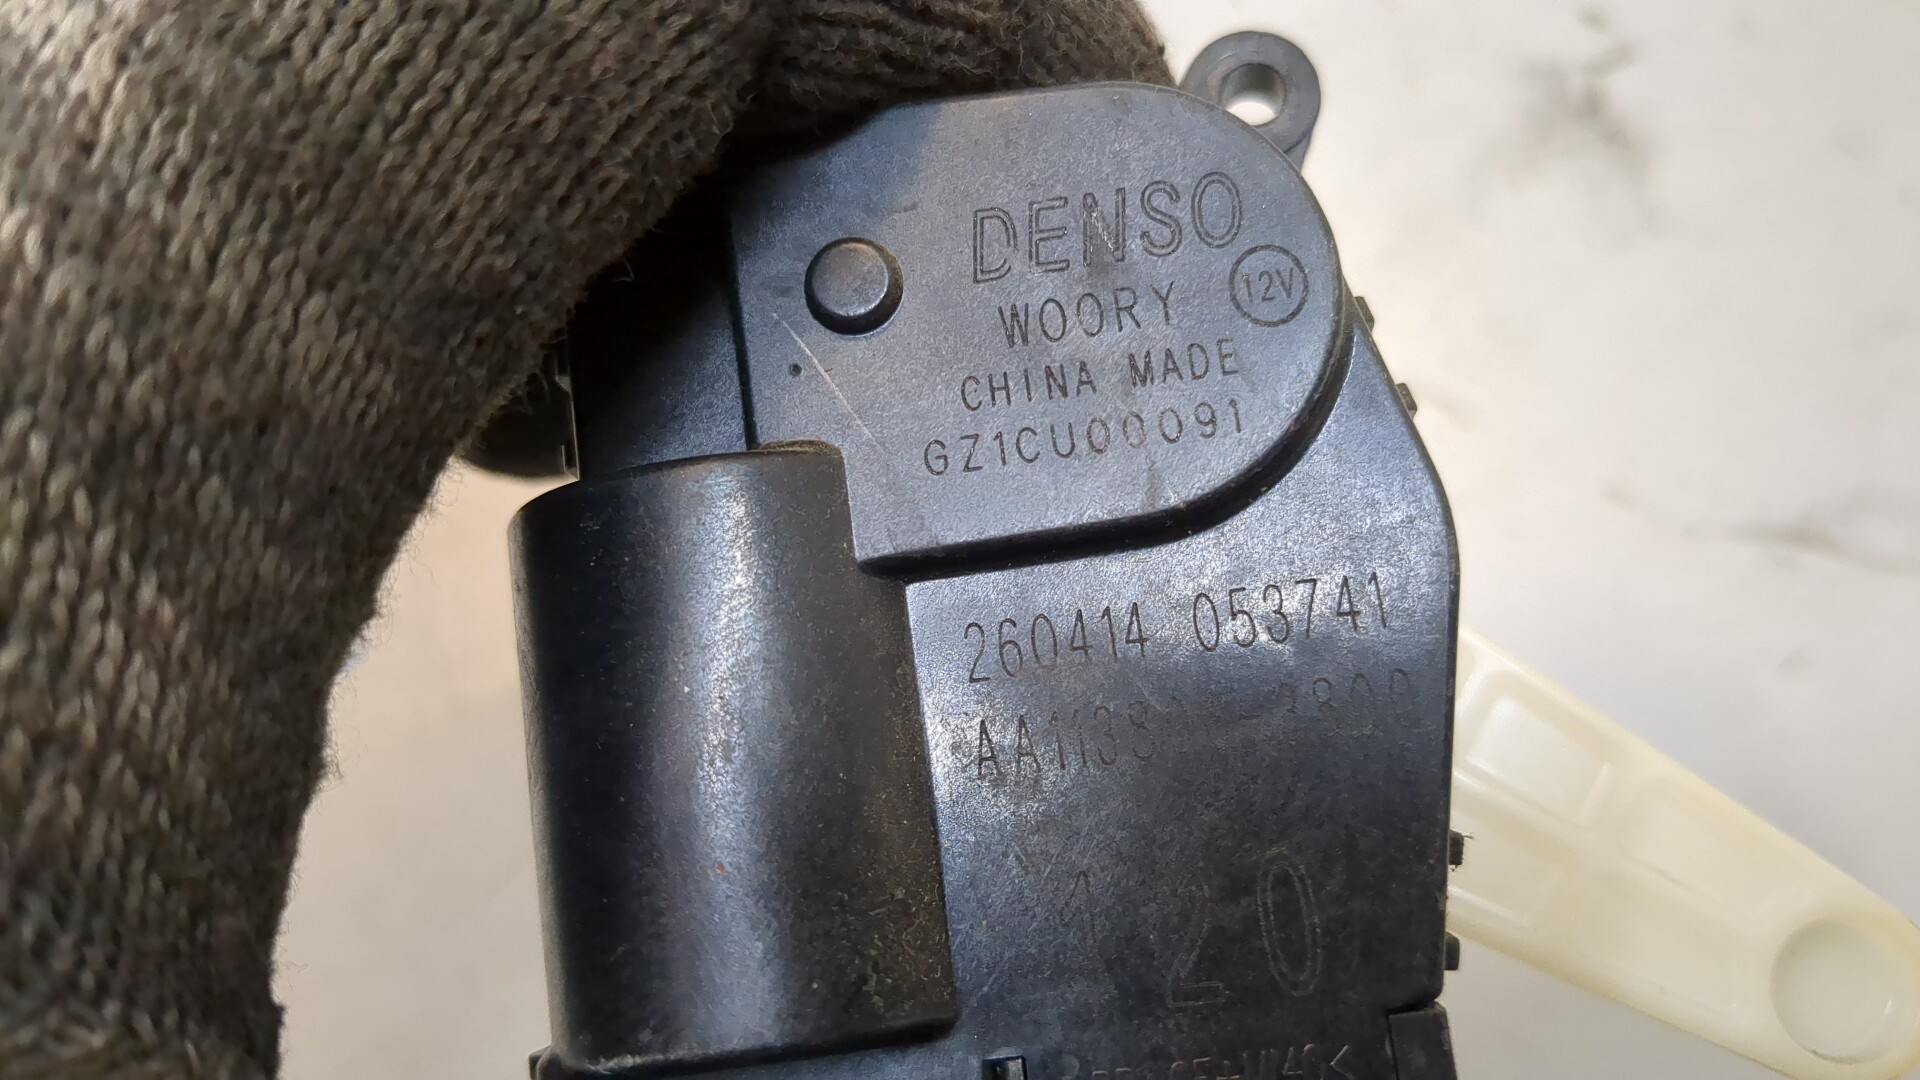 DENSO
12V
WOORY
CHINA MADE
GZ1CU00091
260414 053741
20